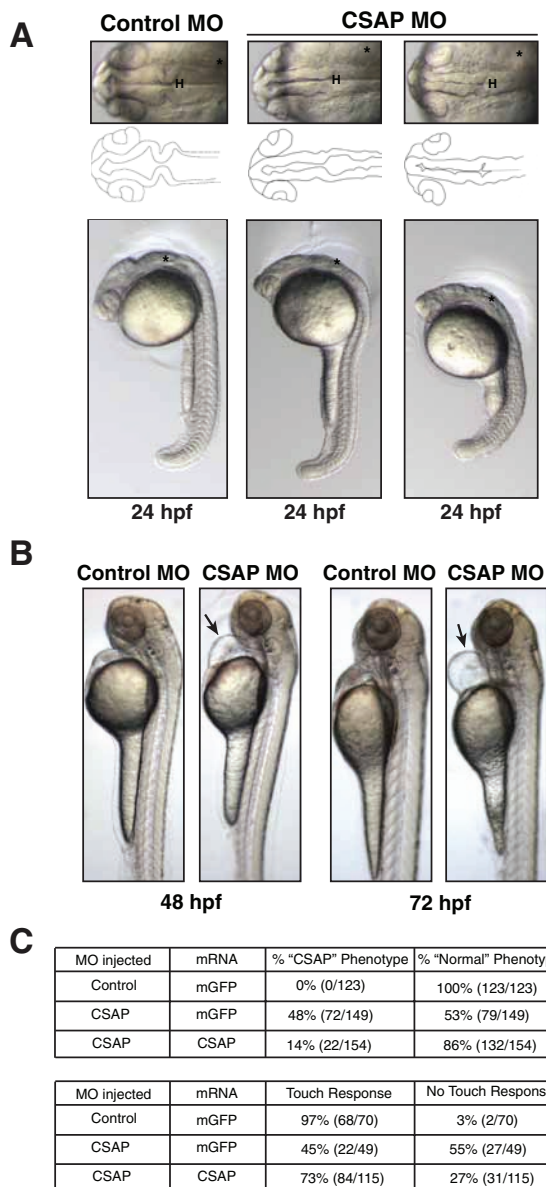 A
Control MO CSAP MO
*
H
*
H
*
H
*
*
*
24 hpf 24 hpf 24 hpf
B
Control MO CSAP MO Control MO CSAP MO
48 hpf 72 hpf
C
MO injected mRNA % "CSAP" Phenotype % "Normal" Phenoty
Control mGFP 0% (0/123) 100% (123/123)
CSAP mGFP 48% (72/149) 53% (79/149)
CSAP CSAP 14% (22/154) 86% (132/154)
MO injected mRNA Touch Response No Touch Respons
Control mGFP 97% (68/70) 3% (2/70)
CSAP mGFP 45% (22/49) 55% (27/49)
CSAP CSAP 73% (84/115) 27% (31/115)